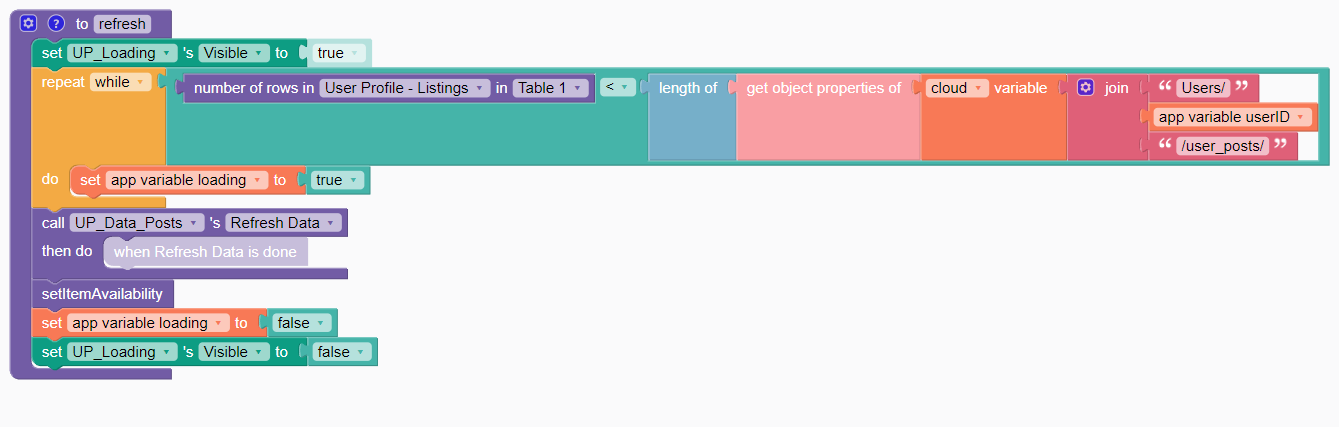 ? to refresh
set UP_Loading 's Visible to true
repeat while number of rows in User Profile - Listings in Table 1 < length of get object properties of cloud variable join “ Users/ ”
app variable userID
“ /user_posts/ ”
do set app variable loading to true
call UP_Data_Posts 's Refresh Data
then do when Refresh Data is done
setItemAvailability
set app variable loading to false
set UP_Loading 's Visible to false